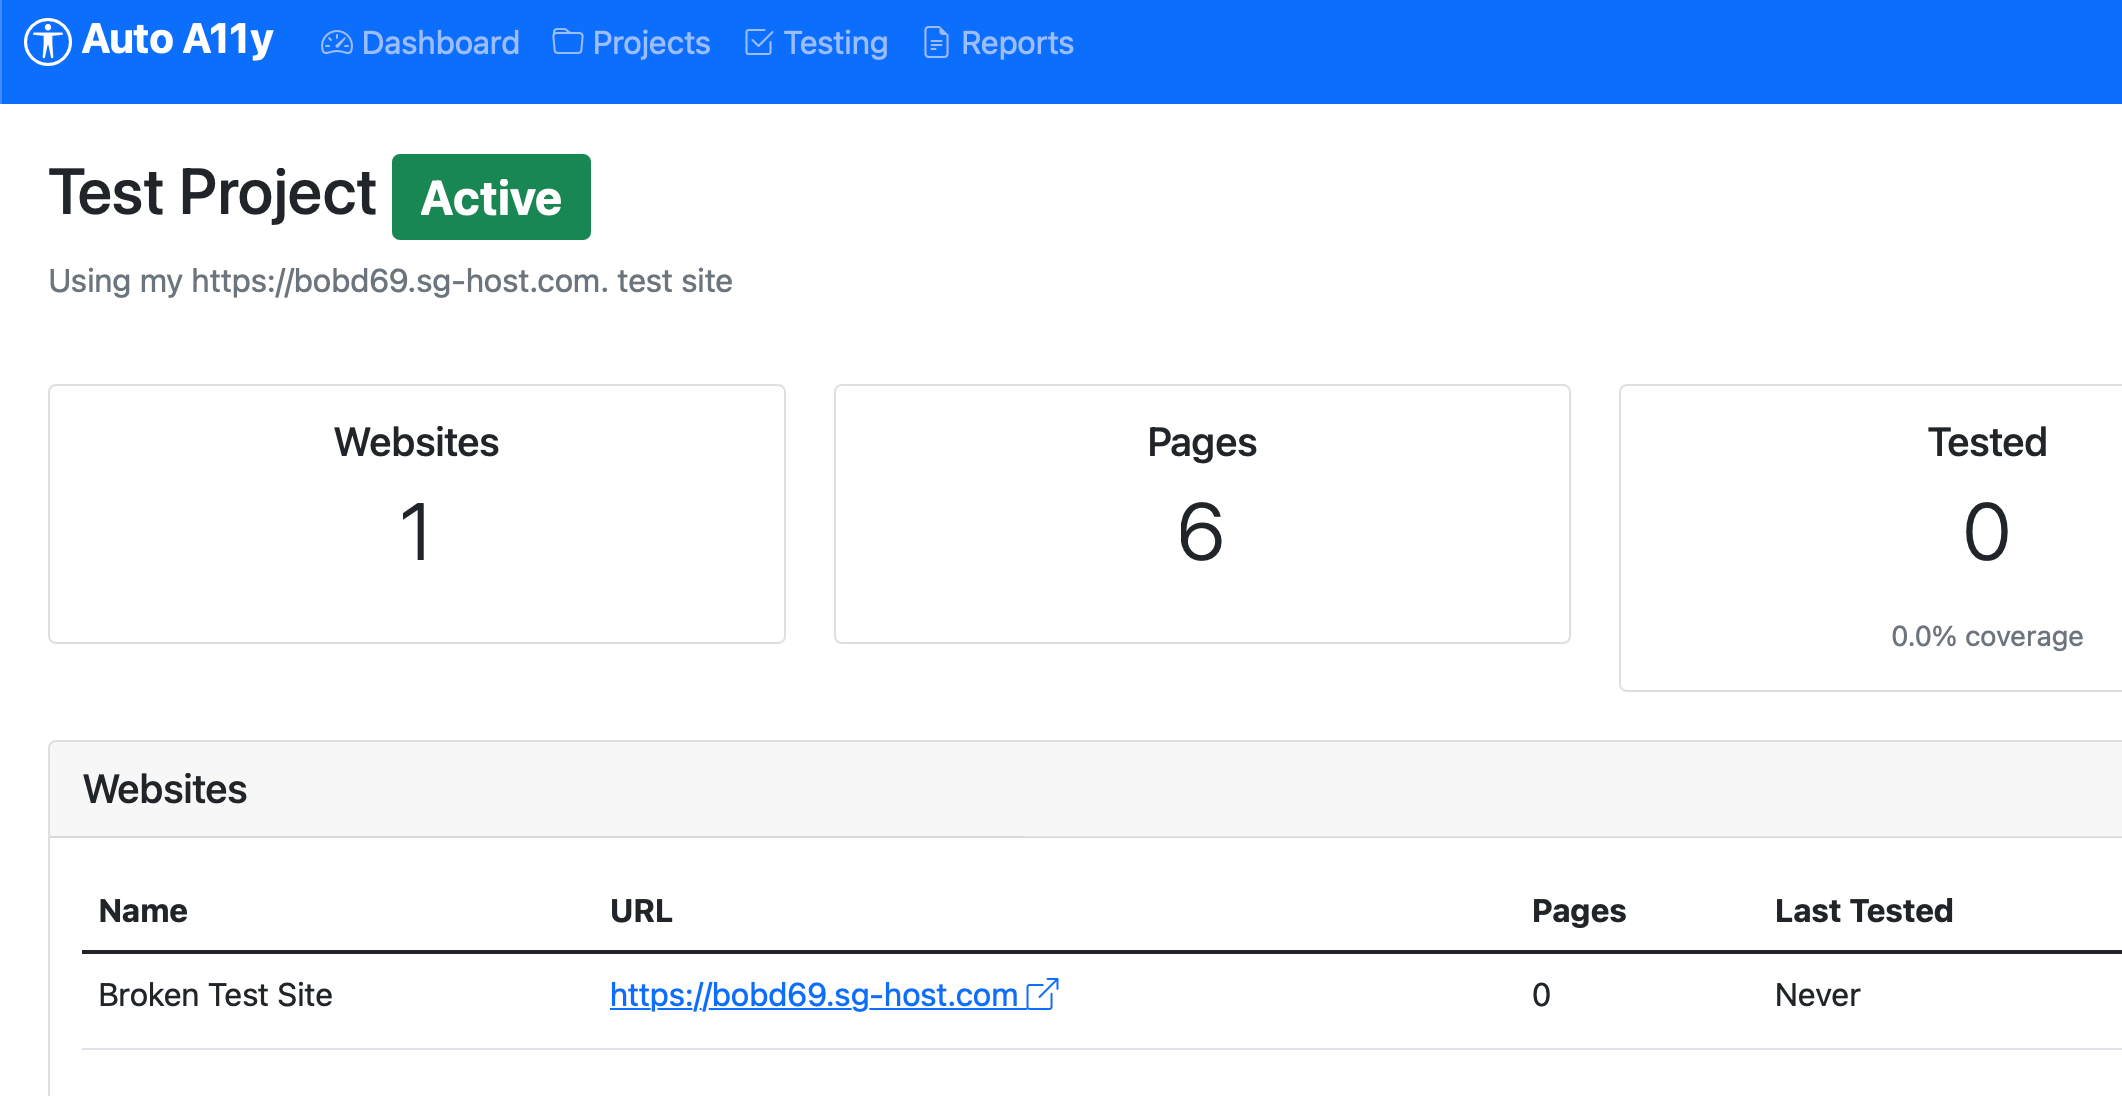 Auto A11y Dashboard Projects Testing Reports
Test Project Active
Using my https://bobd69.sg-host.com. test site
Websites Pages Tested
1 6 0
0.0% coverage
Websites
Name URL Pages Last Tested
Broken Test Site https://bobd69.sg-host.com 0 Never